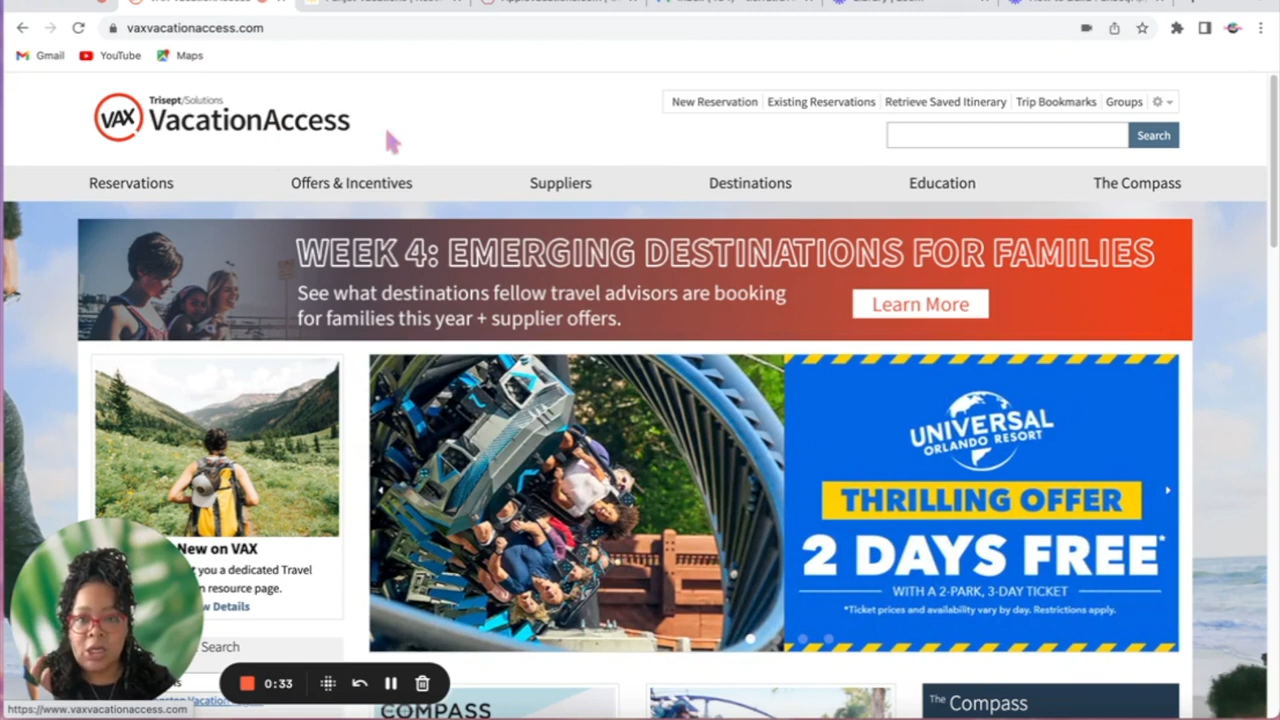 vaxvacationaccess.com
Gmail YouTube Maps
Trisept/Solutions
VAX VacationAccess
New Reservation Existing Reservations Retrieve Saved Itinerary Trip Bookmarks Groups
Search
Reservations Offers & Incentives Suppliers Destinations Education The Compass
WEEK 4: EMERGING DESTINATIONS FOR FAMILIES
See what destinations fellow travel advisors are booking
for families this year + supplier offers.
Learn More
New on VAX
you a dedicated Travel
resource page.
Details
Search
UNIVERSAL
ORLANDO RESORT
THRILLING OFFER
2 DAYS FREE*
WITH A 2-PARK, 3-DAY TICKET
*Ticket prices and availability vary by day. Restrictions apply.
0:33
https://www.vaxvacationaccess.com
COMPASS
The Compass